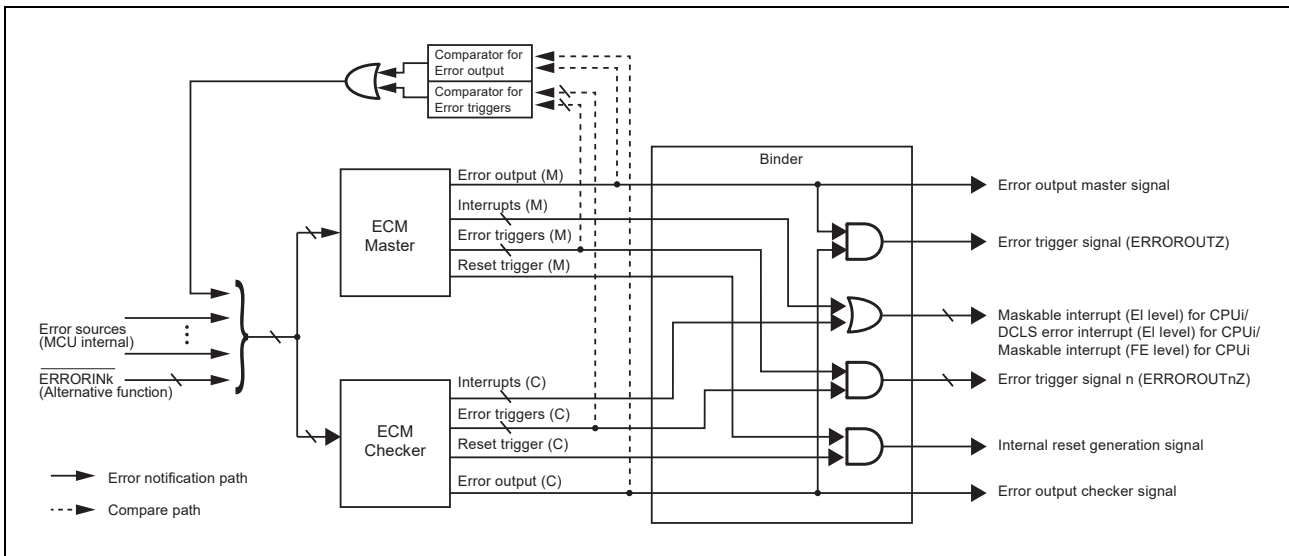 Comparator for
Error output
Comparator for
Error triggers
Binder
ECM
Master
Error output (M)
Interrupts (M)
Error triggers (M)
Reset trigger (M)
Error output master signal
Error trigger signal (ERROROUTZ)
Maskable interrupt (EI level) for CPUi/
DCLS error interrupt (EI level) for CPUi/
Maskable interrupt (FE level) for CPUi
Error trigger signal n (ERROROUTnZ)
Internal reset generation signal
Error output checker signal
Error sources
(MCU internal)
ERRORINk
(Alternative function)
ECM
Checker
Interrupts (C)
Error triggers (C)
Reset trigger (C)
Error output (C)
Error notification path
Compare path